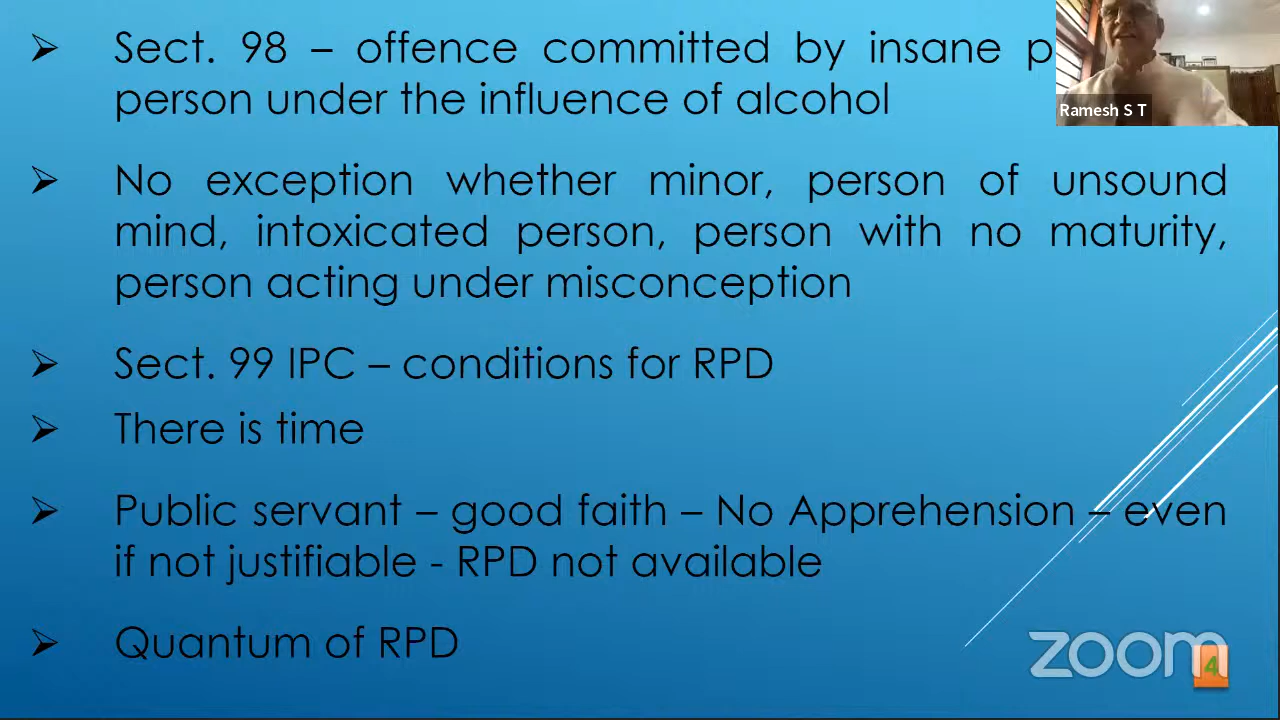 ➢ Sect. 98 – offence committed by insane
person under the influence of alcohol
➢ No exception whether minor, person of unsound
mind, intoxicated person, person with no maturity,
person acting under misconception
➢ Sect. 99 IPC – conditions for RPD
➢ There is time
➢ Public servant – good faith – No Apprehension – even
if not justifiable - RPD not available
➢ Quantum of RPD
Ramesh S T
zoom
4